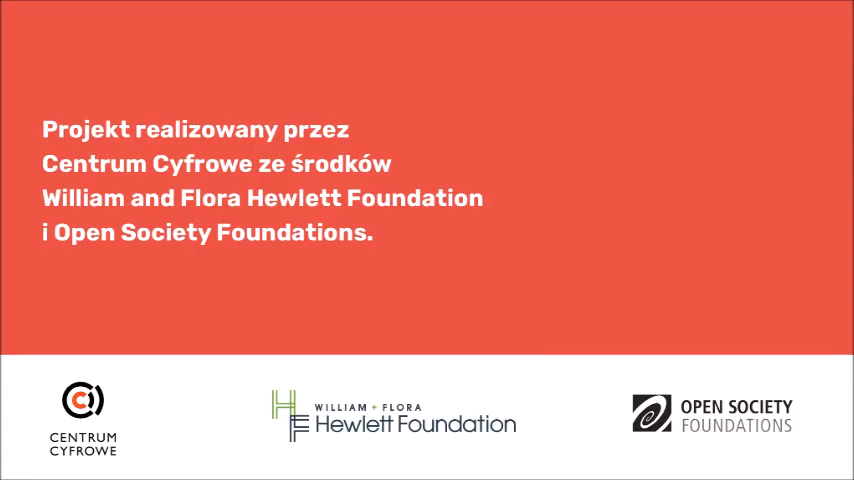 Projekt realizowany przez
Centrum Cyfrowe ze środków
William and Flora Hewlett Foundation
i Open Society Foundations.
CENTRUM
CYFROWE
WILLIAM + FLORA
Hewlett Foundation
OPEN SOCIETY
FOUNDATIONS